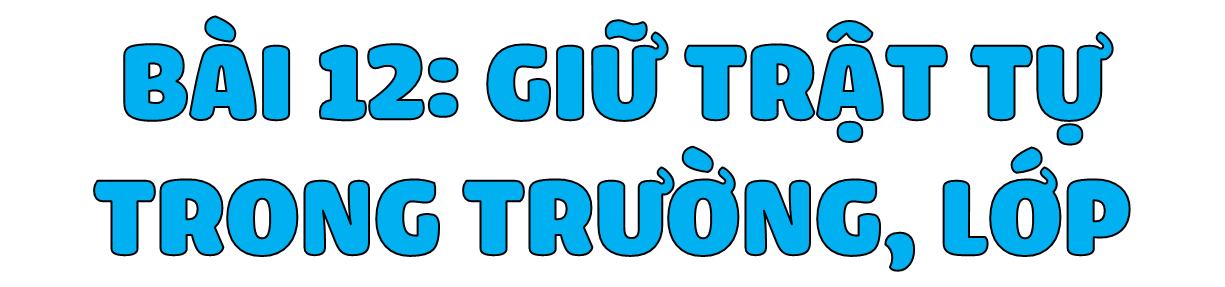 BÀI 12: GIỮ TRẬT TỰ
TRONG TRƯỜNG, LỚP